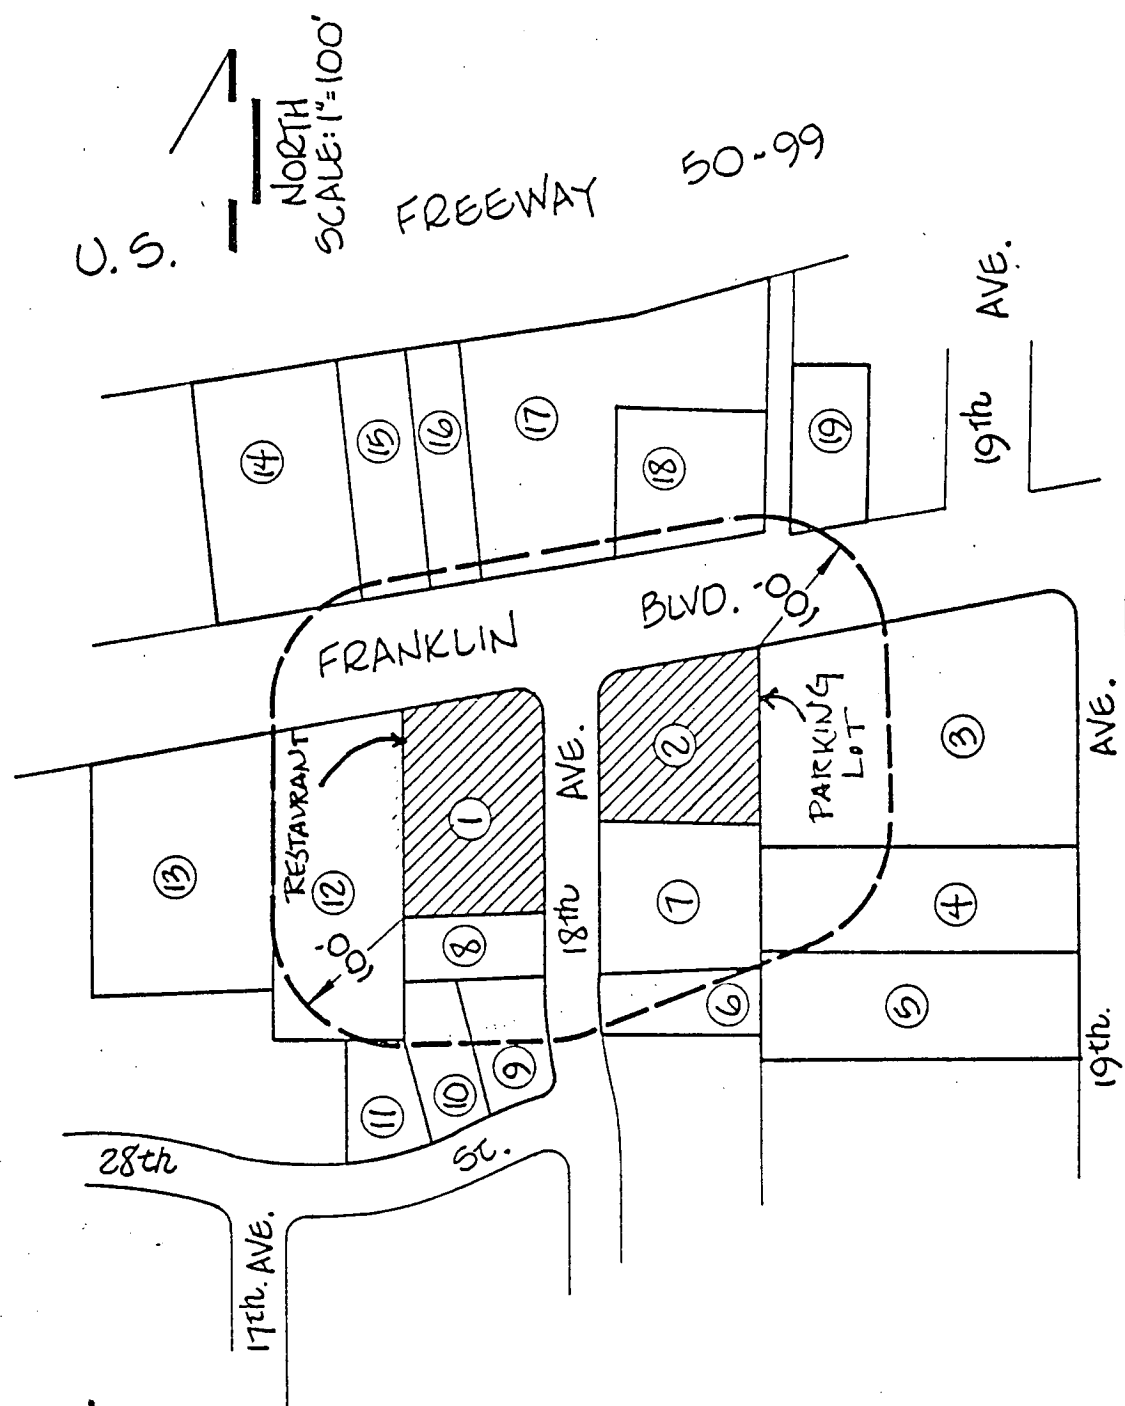 U.S.
FREEWAY
50-99
NORTH
SCALE: 1"=100'
14
15
16
17
18
19
19th AVE.
FRANKLIN
BLVD.
100'
RESTAURANT
PARKING
LOT
1
2
3
4
5
6
7
8
9
10
11
12
13
100'
18th AVE.
19th. AVE.
28th
ST.
17th. AVE.